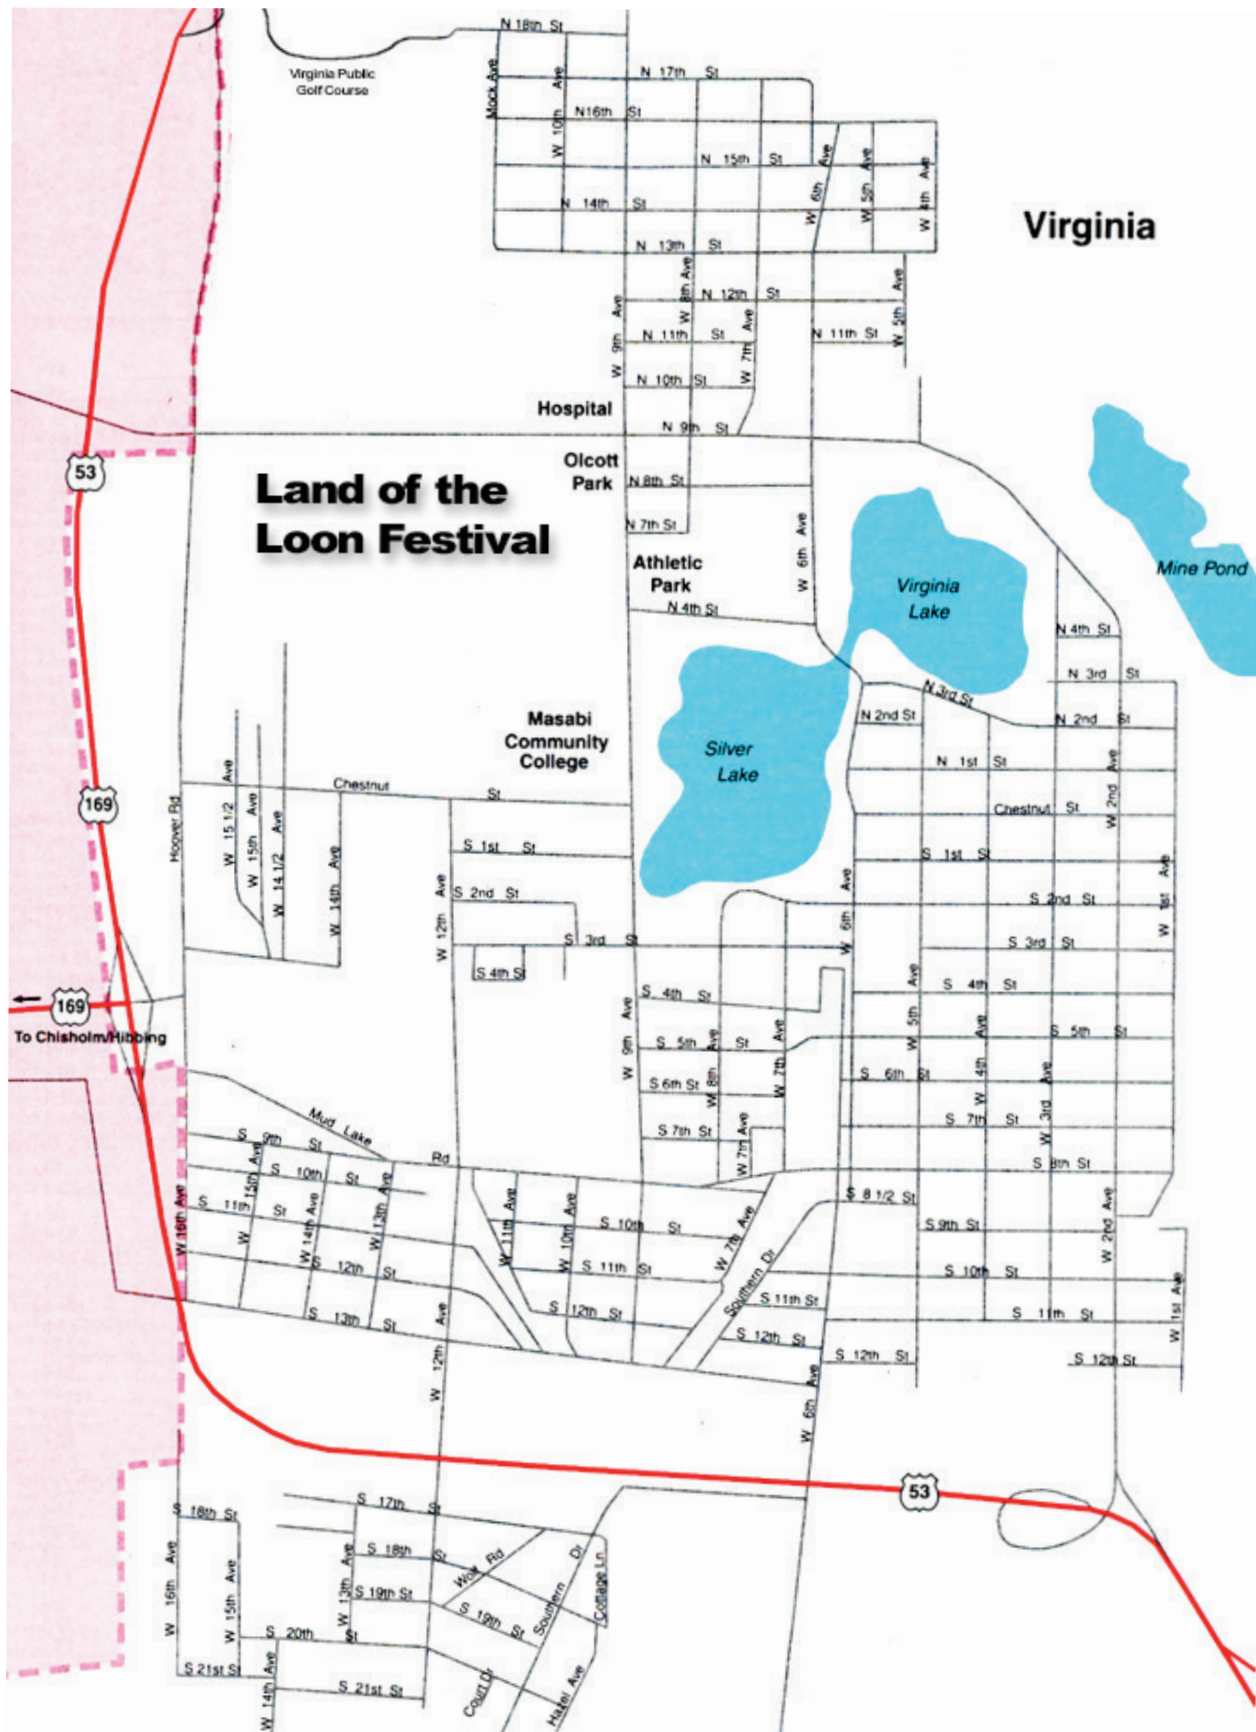 N 18th St
Virginia Public
Golf Course
Mock Ave
W 10th Ave
N 17th St
N16th St
N 15th St
W 6th Ave
W 5th Ave
W 4th Ave
N 14th St
Virginia
N 13th St
W 9th Ave
W 8th Ave
N 12th St
W 5th Ave
N 11th St
W 7th Ave
N 11th St
N 10th St
Hospital
N 9th St
53
Land of the
Loon Festival
Olcott
Park
N 8th St
N 7th St
W 6th Ave
Athletic
Park
Virginia
Lake
Mine Pond
N 4th St
N 4th St
N 3rd St
N 3rd St
N 2nd St
N 2nd St
Masabi
Community
College
Silver
Lake
N 1st St
W 2nd Ave
Chestnut St
Chestnut St
169
Hoover Rd
W 15 1/2 Ave
W 15th Ave
W 14 1/2 Ave
W 14th Ave
S 1st St
S 1st St
W 12th Ave
S 2nd St
S 2nd St
W 6th Ave
W 1st Ave
S 3rd St
S 3rd St
S 4th S
169
To Chisholm/Hibbing
S 4th St
S 4th St
W 9th Ave
W 5th Ave
S 5th St
S 5th St
W 8th Ave
W 7th Ave
W 4th Ave
W 3rd Ave
S 6th St
S 6th St
Mud Lake Rd
S 7th St
S 7th St
W 7th Ave
S 9th St
S 8th St
S 10th St
W 16th Ave
W 15th Ave
S 11th St
W 14th Ave
W 13th Ave
W 11th Ave
W 10th Ave
S 8 1/2 St
W 2nd Ave
S 10th St
S 9th St
W 7th Ave
S 12th St
S 11th St
Southern Dr
S 10th St
S 11th St
S 11th St
W 1st Ave
S 13th St
S 12th St
S 12th St
S 12th St
S 12th St
W 12th Ave
W 6th Ave
53
S 17th St
S 18th St
W 16th Ave
W 15th Ave
W 13th Ave
S 18th St
Wolf Rd
Southern Dr
Cottage Ln
S 19th St
S 19th St
S 20th St
S 21st St
W 14th Ave
S 21st St
Court Dr
Hazel Ave